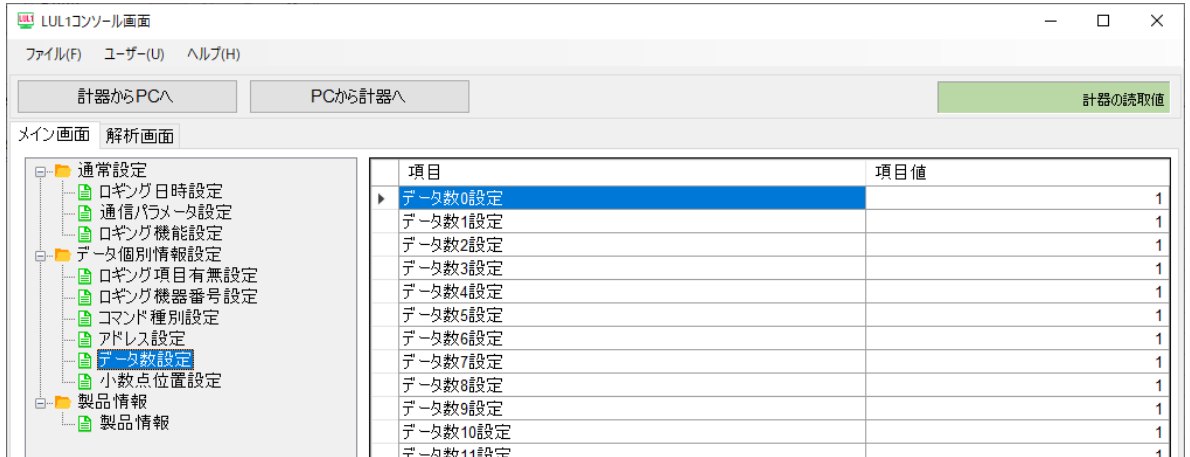 LUL1 LUL1コンソール画面
ファイル(F) ユーザー(U) ヘルプ(H)
計器からPCへ PCから計器へ 計器の読取値
メイン画面 解析画面
通常設定
ロギング日時設定
通信パラメータ設定
ロギング機能設定
データ個別情報設定
ロギング項目有無設定
ロギング機器番号設定
コマンド種別設定
アドレス設定
データ数設定
小数点位置設定
製品情報
製品情報
項目 項目値
データ数0設定 1
データ数1設定 1
データ数2設定 1
データ数3設定 1
データ数4設定 1
データ数5設定 1
データ数6設定 1
データ数7設定 1
データ数8設定 1
データ数9設定 1
データ数10設定 1
データ数11設定 1